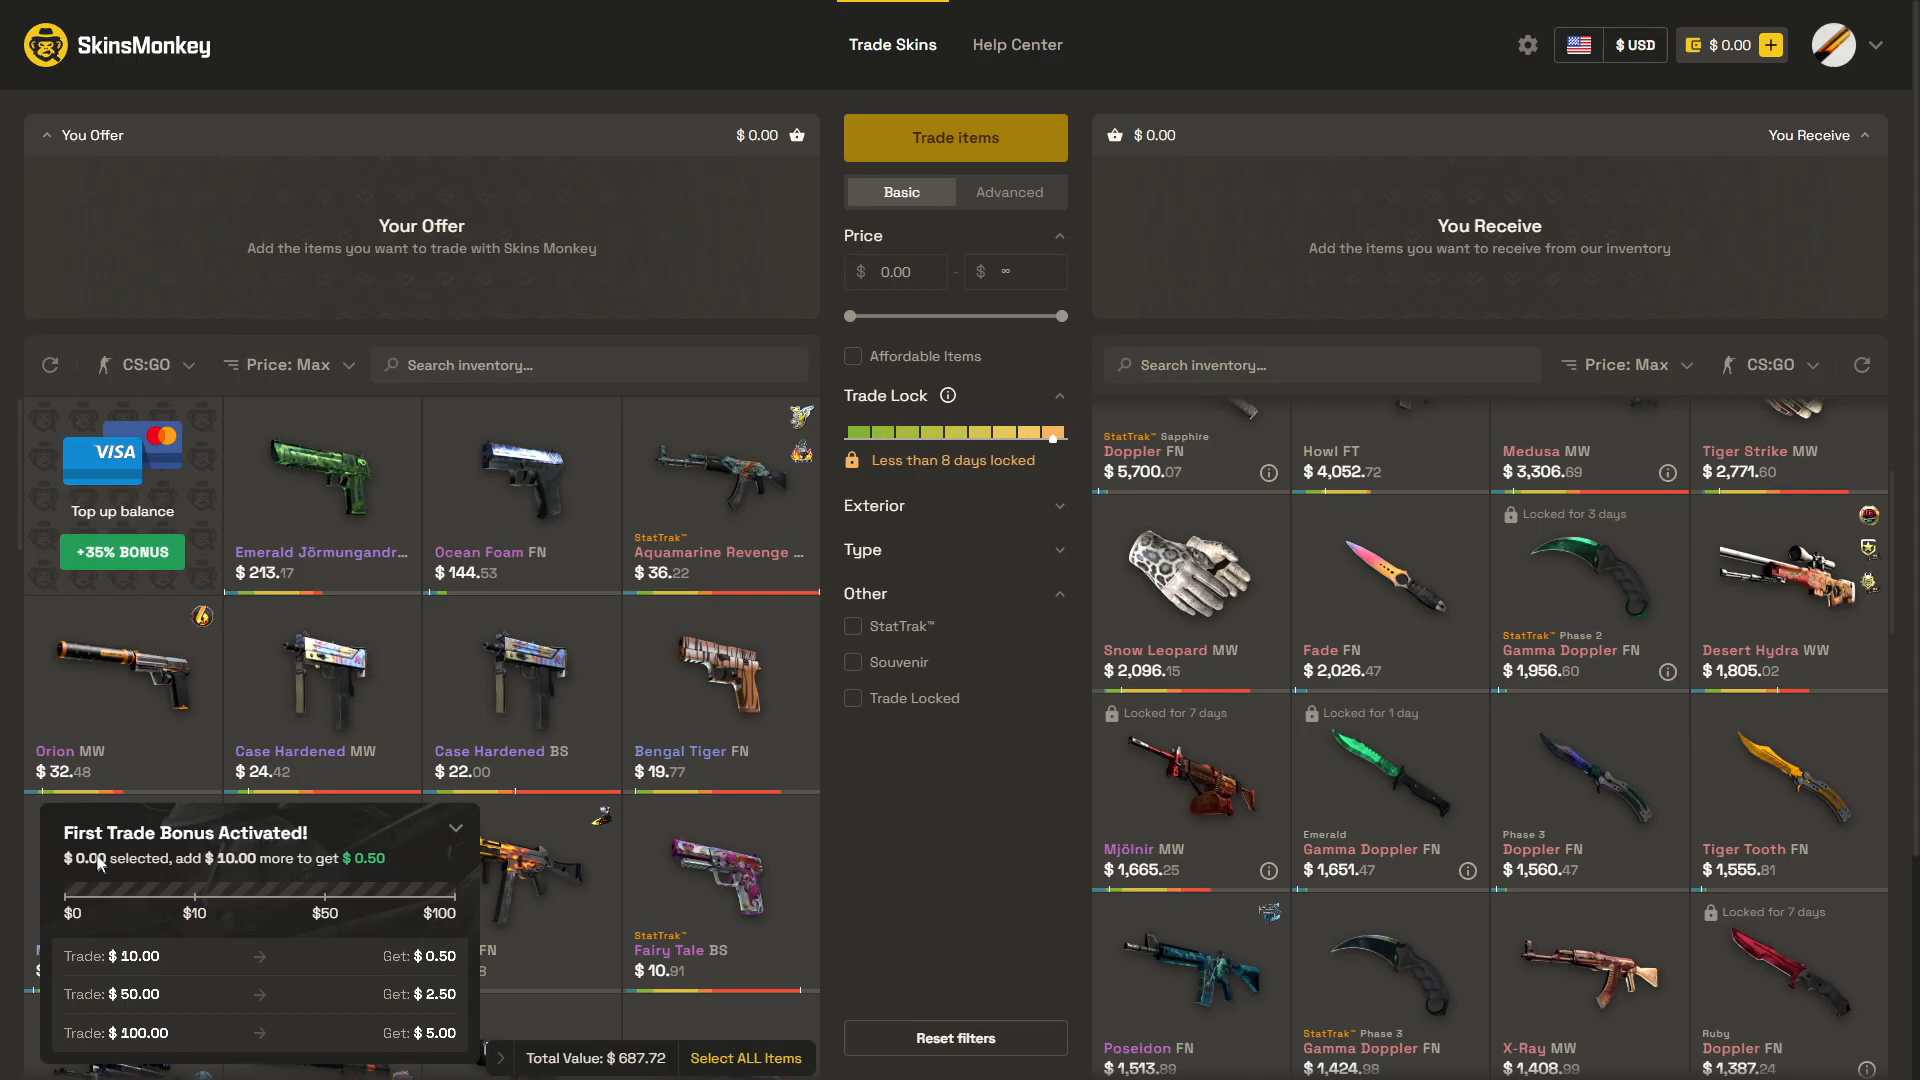 SkinsMonkey
Trade Skins
Help Center
$ USD
$ 0.00
You Offer
$ 0.00
Your Offer
Add the items you want to trade with Skins Monkey
Trade items
Basic
Advanced
$ 0.00
You Receive
You Receive
Add the items you want to receive from our inventory
CS:GO
Price: Max
Search inventory...
VISA
Top up balance
+35% BONUS
Emerald Jörmungandr...
$ 213.17
Ocean Foam FN
$ 144.53
StatTrak™
Aquamarine Revenge ...
$ 36.22
Orion MW
$ 32.48
Case Hardened MW
$ 24.42
Case Hardened BS
$ 22.00
Bengal Tiger FN
$ 19.77
First Trade Bonus Activated!
$ 0.00 selected, add $ 10.00 more to get $ 0.50
$0
$10
$50
$100
Trade: $ 10.00
Get: $ 0.50
Trade: $ 50.00
Get: $ 2.50
Trade: $ 100.00
Get: $ 5.00
FN
8
StatTrak™
Fairy Tale BS
$ 10.91
Total Value: $ 687.72
Select ALL Items
Price
$ 0.00
-
$ ∞
Affordable Items
Trade Lock
Less than 8 days locked
Exterior
Type
Other
StatTrak™
Souvenir
Trade Locked
Reset filters
Search inventory...
Price: Max
CS:GO
StatTrak™ Sapphire
Doppler FN
$ 5,700.07
Howl FT
$ 4,052.72
Medusa MW
$ 3,306.69
Tiger Strike MW
$ 2,771.60
Snow Leopard MW
$ 2,096.15
Fade FN
$ 2,026.47
Locked for 3 days
StatTrak™ Phase 2
Gamma Doppler FN
$ 1,956.60
Desert Hydra WW
$ 1,805.02
Locked for 7 days
Mjölnir MW
$ 1,665.25
Locked for 1 day
Emerald
Gamma Doppler FN
$ 1,651.47
Phase 3
Doppler FN
$ 1,560.47
Tiger Tooth FN
$ 1,555.81
Poseidon FN
$ 1,513.89
StatTrak™ Phase 3
Gamma Doppler FN
$ 1,424.98
X-Ray MW
$ 1,408.99
Locked for 7 days
Ruby
Doppler FN
$ 1,387.24